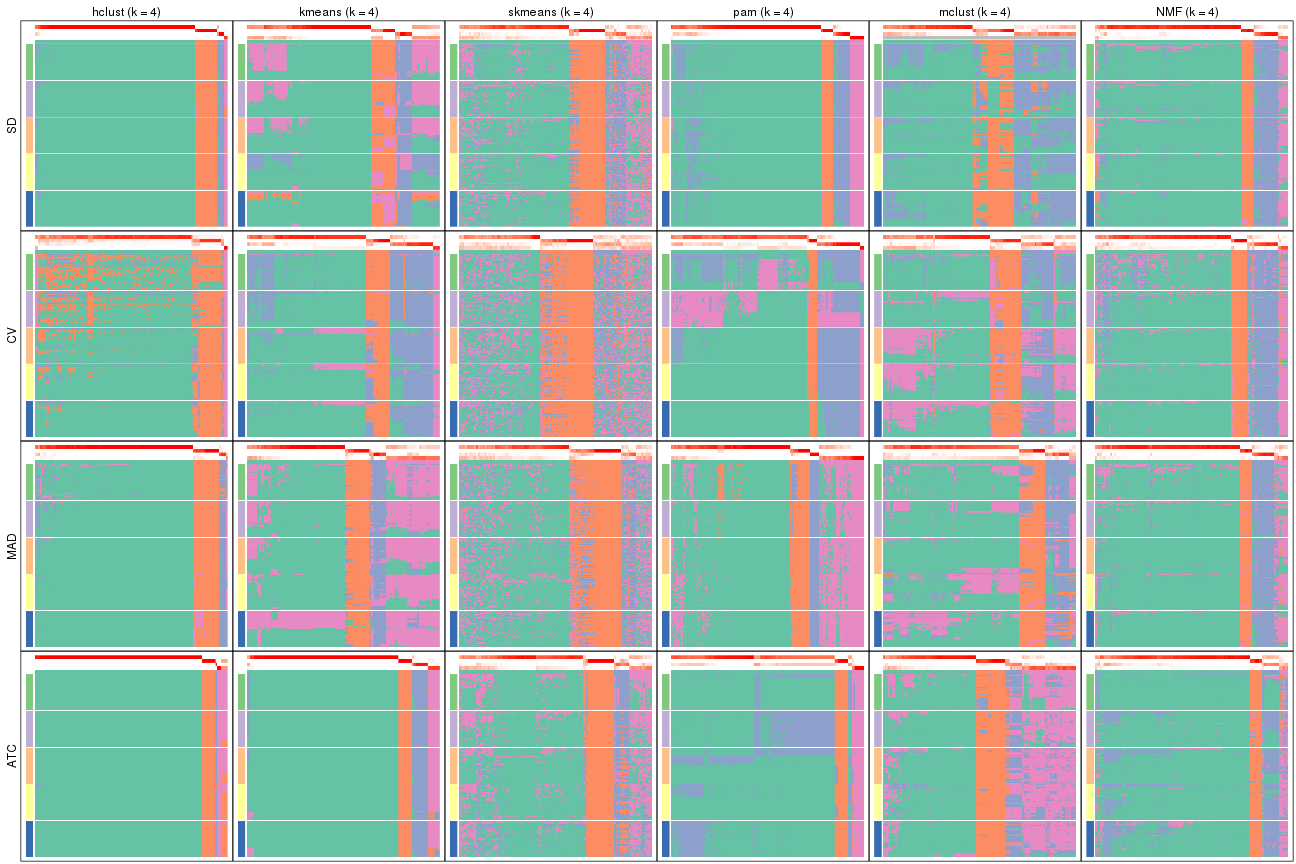 hclust (k = 4)
kmeans (k = 4)
skmeans (k = 4)
pam (k = 4)
mclust (k = 4)
NMF (k = 4)
SD
CV
MAD
ATC